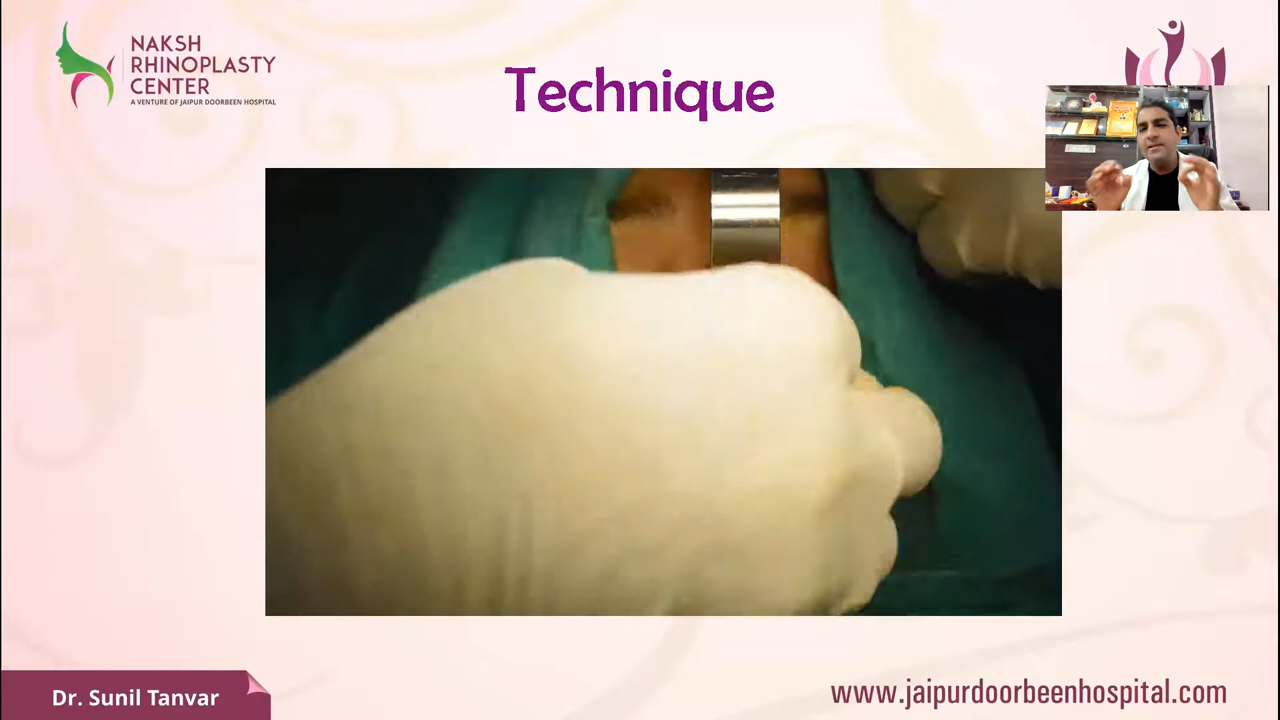 NAKSH
RHINOPLASTY
CENTER
A VENTURE OF JAIPUR DOORBEEN HOSPITAL
Technique
Dr. Sunil Tanvar
www.jaipurdoorbeenhospital.com